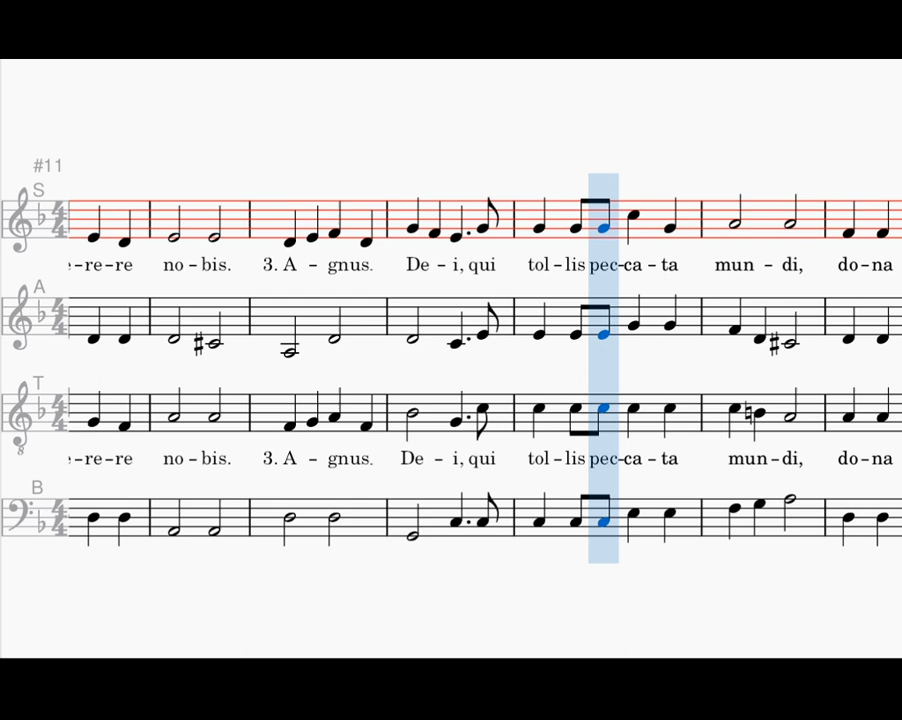 #11
S
-re-re no-bis. 3. A - gnus. De - i, qui tol-lis pec-ca-ta mun - di, do-na
A
T
-re-re no-bis. 3. A - gnus. De - i, qui tol-lis pec-ca-ta mun-di, do-na
8
B